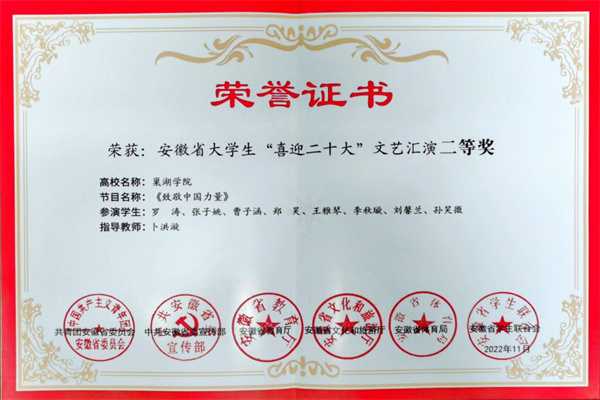 荣誉证书
荣获：安徽省大学生“喜迎二十大”文艺汇演二等奖
高校名称：巢湖学院
节目名称：《致敬中国力量》
参演学生：罗 涛、张子姚、曹子涵、郑 昊、王雅琴、李秋璇、刘馨兰、孙笑微
指导教师：卜洪漩
共青团安徽省委员会 中共安徽省委宣传部 安徽省教育厅 安徽省文化和旅游厅 安徽省体育局 安徽省学生联合会
2022年11月